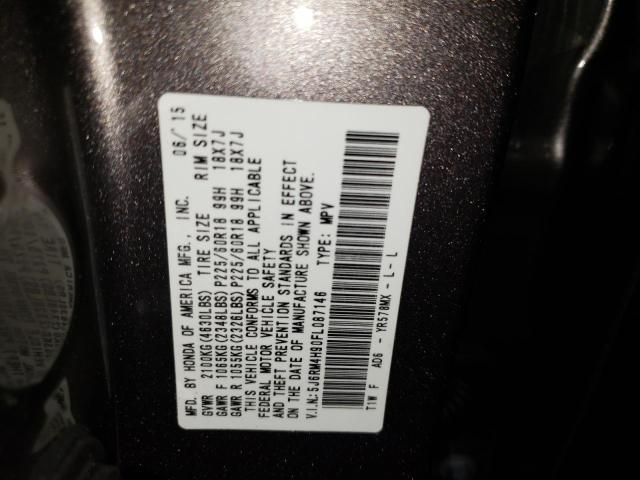 MFD. BY HONDA OF AMERICA MFG., INC. 06/ 15
GVWR 2101KG(4630LBS) TIRE SIZE RIM SIZE
GAWR F 1065KG(2348LBS) P225/60R18 99H 18X7J
GAWR R 1055KG(2326LBS) P225/60R18 99H 18X7J
THIS VEHICLE CONFORMS TO ALL APPLICABLE
FEDERAL MOTOR VEHICLE SAFETY
AND THEFT PREVENTION STANDARDS IN EFFECT
ON THE DATE OF MANUFACTURE SHOWN ABOVE.
V.I.N.:5J6RM4H90FL087146 TYPE: MPV
T1W F AD6 - YR578MX - L - L